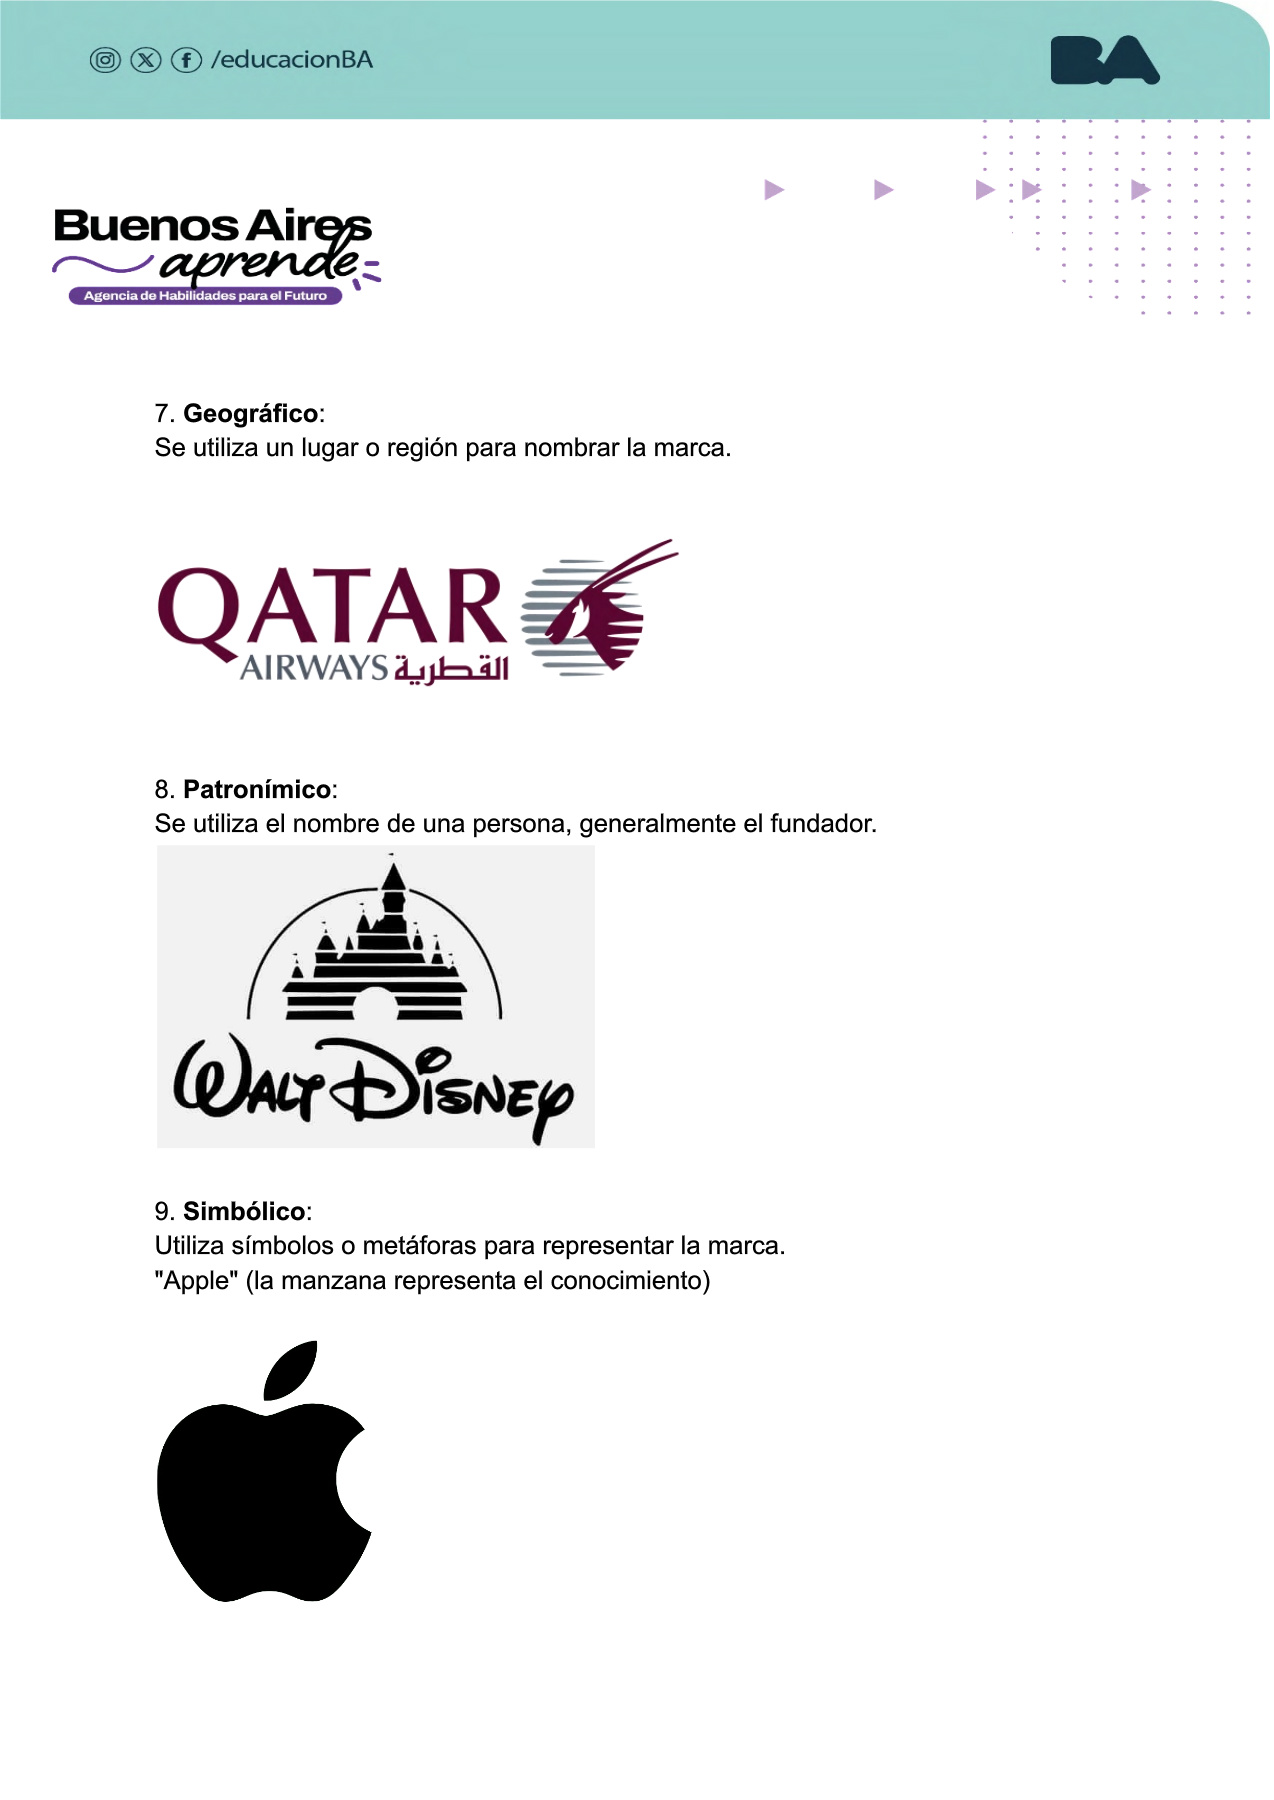 /educacionBA
BA
Buenos Aires
aprende
Agencia de Habilidades para el Futuro
7. Geográfico:
Se utiliza un lugar o región para nombrar la marca.
QATAR
AIRWAYS القطرية
8. Patronímico:
Se utiliza el nombre de una persona, generalmente el fundador.
WALT DISNEY
9. Simbólico:
Utiliza símbolos o metáforas para representar la marca.
"Apple" (la manzana representa el conocimiento)